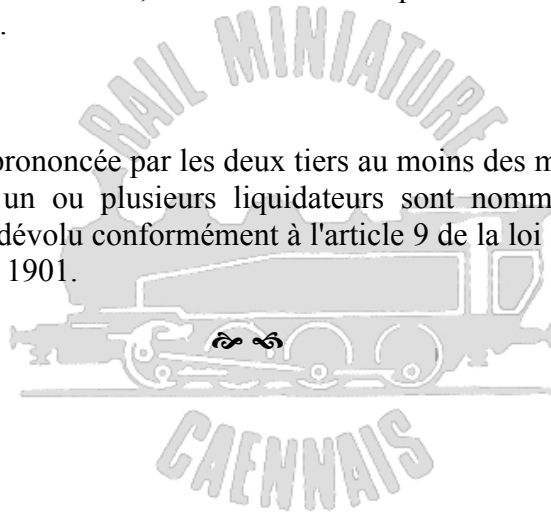 .
RAIL MINIATURE
prononcée par les deux tiers au moins des m
un ou plusieurs liquidateurs sont nomm
dévolu conformément à l'article 9 de la loi
1901.
CAENNAIS